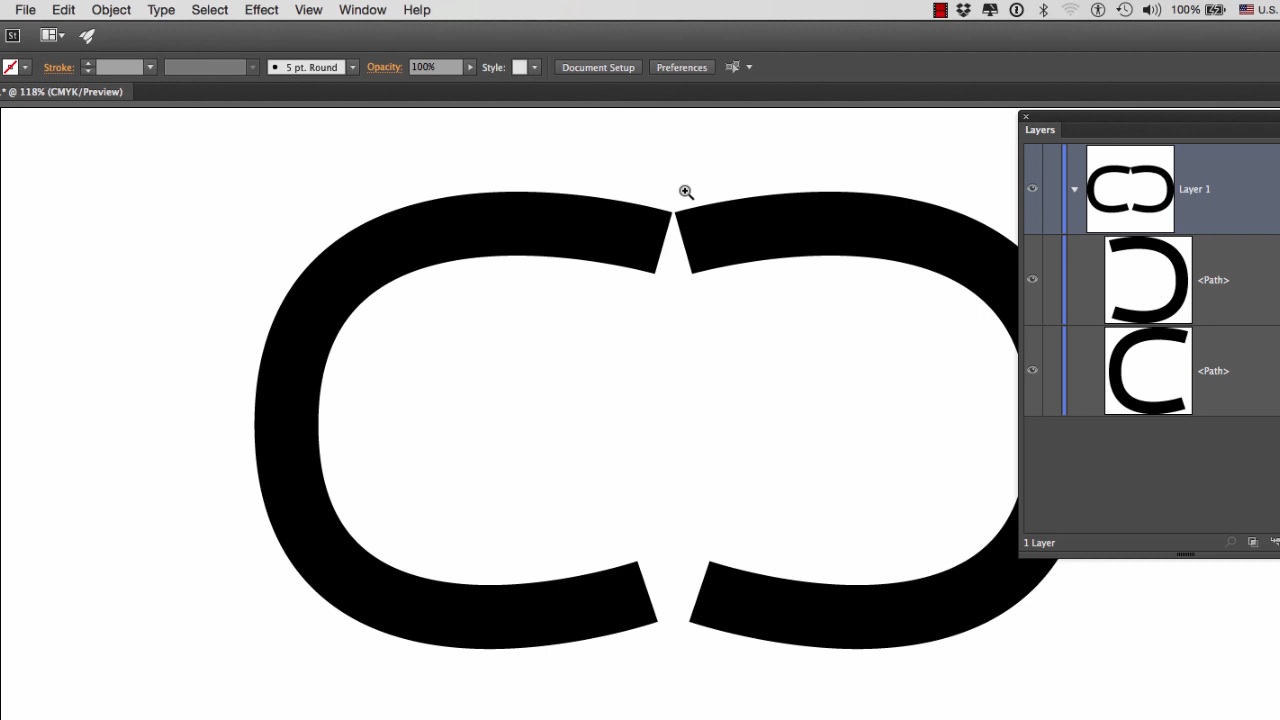 File Edit Object Type Select Effect View Window Help 100% U.S.
St
Stroke: 5 pt. Round Opacity: 100% Style: Document Setup Preferences
* @ 118% (CMYK/Preview)
Layers
Layer 1
<Path>
<Path>
1 Layer